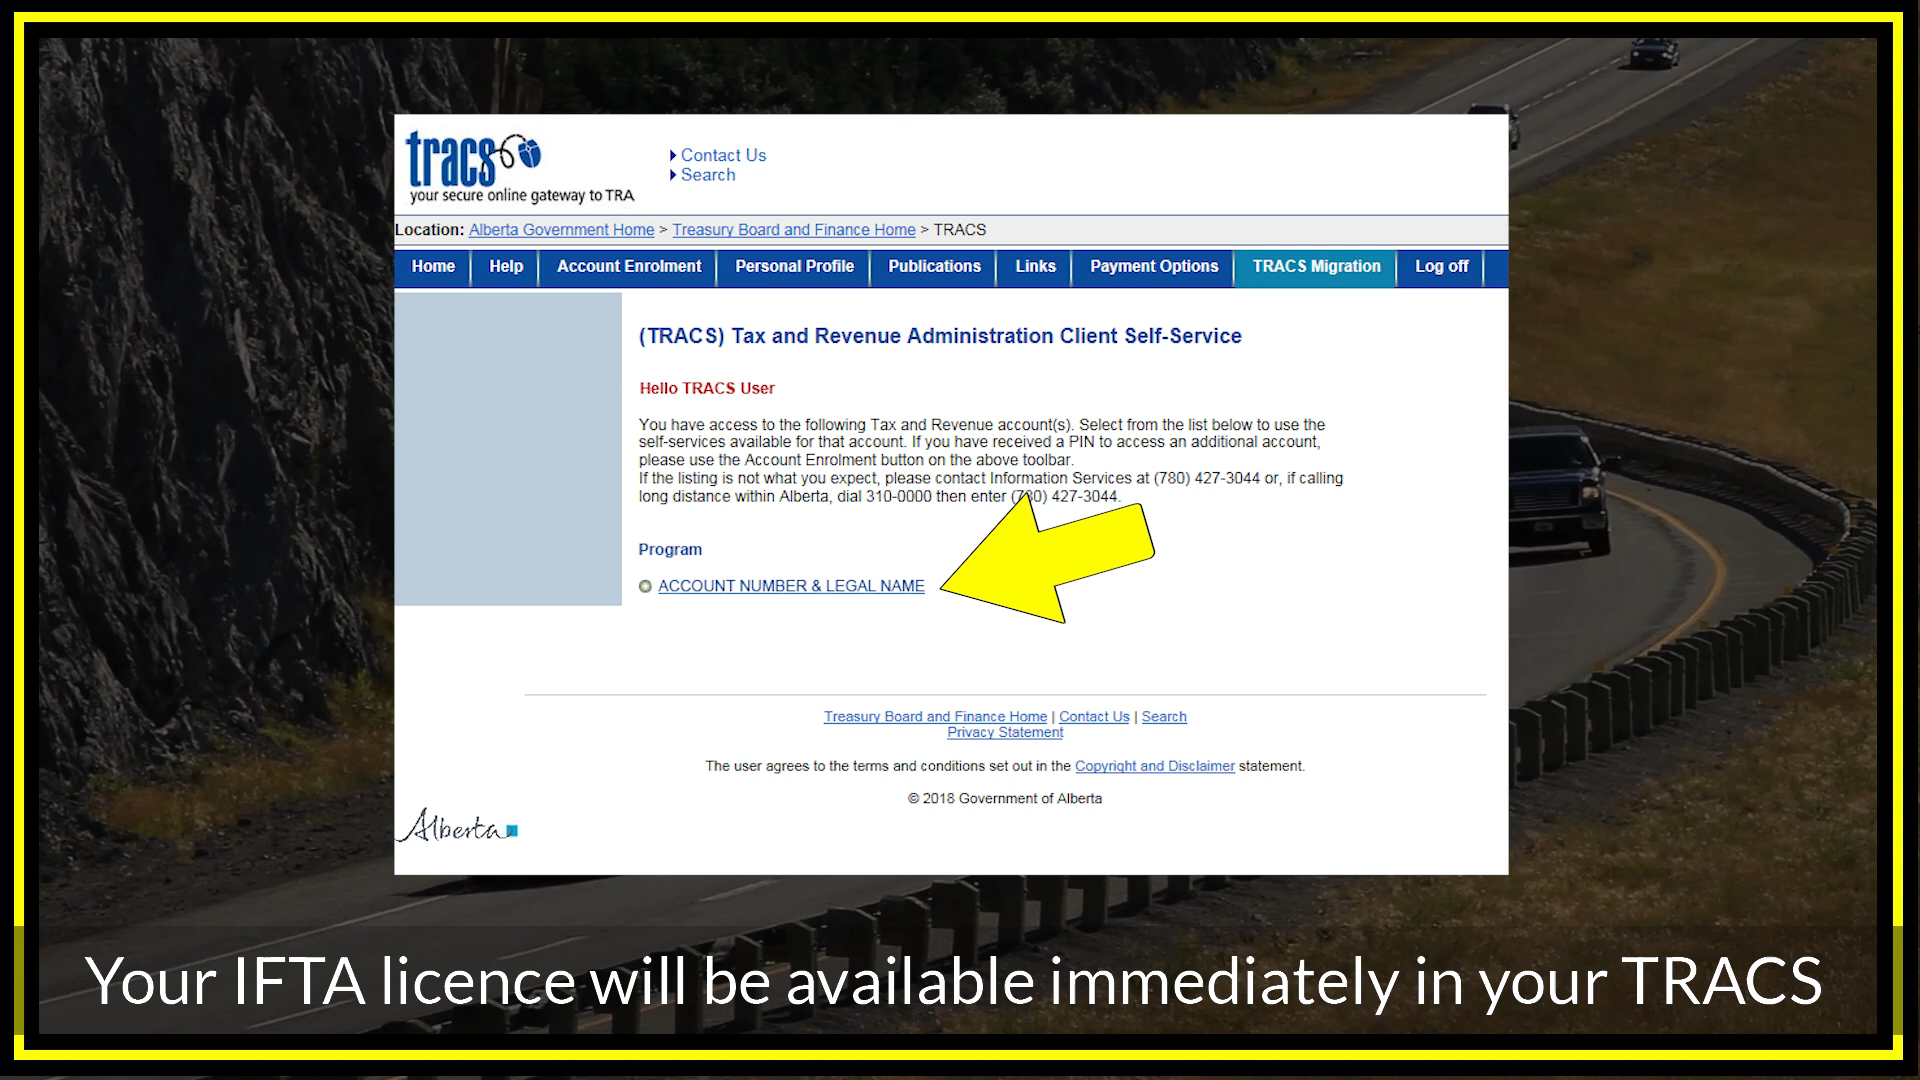 tracs
your secure online gateway to TRA
Contact Us
Search
Location: Alberta Government Home > Treasury Board and Finance Home > TRACS
Home Help Account Enrolment Personal Profile Publications Links Payment Options TRACS Migration Log off
(TRACS) Tax and Revenue Administration Client Self-Service
Hello TRACS User
You have access to the following Tax and Revenue account(s). Select from the list below to use the
self-services available for that account. If you have received a PIN to access an additional account,
please use the Account Enrolment button on the above toolbar.
If the listing is not what you expect, please contact Information Services at (780) 427-3044 or, if calling
long distance within Alberta, dial 310-0000 then enter (780) 427-3044.
Program
ACCOUNT NUMBER & LEGAL NAME
Treasury Board and Finance Home | Contact Us | Search
Privacy Statement
The user agrees to the terms and conditions set out in the Copyright and Disclaimer statement.
© 2018 Government of Alberta
Alberta
Your IFTA licence will be available immediately in your TRACS